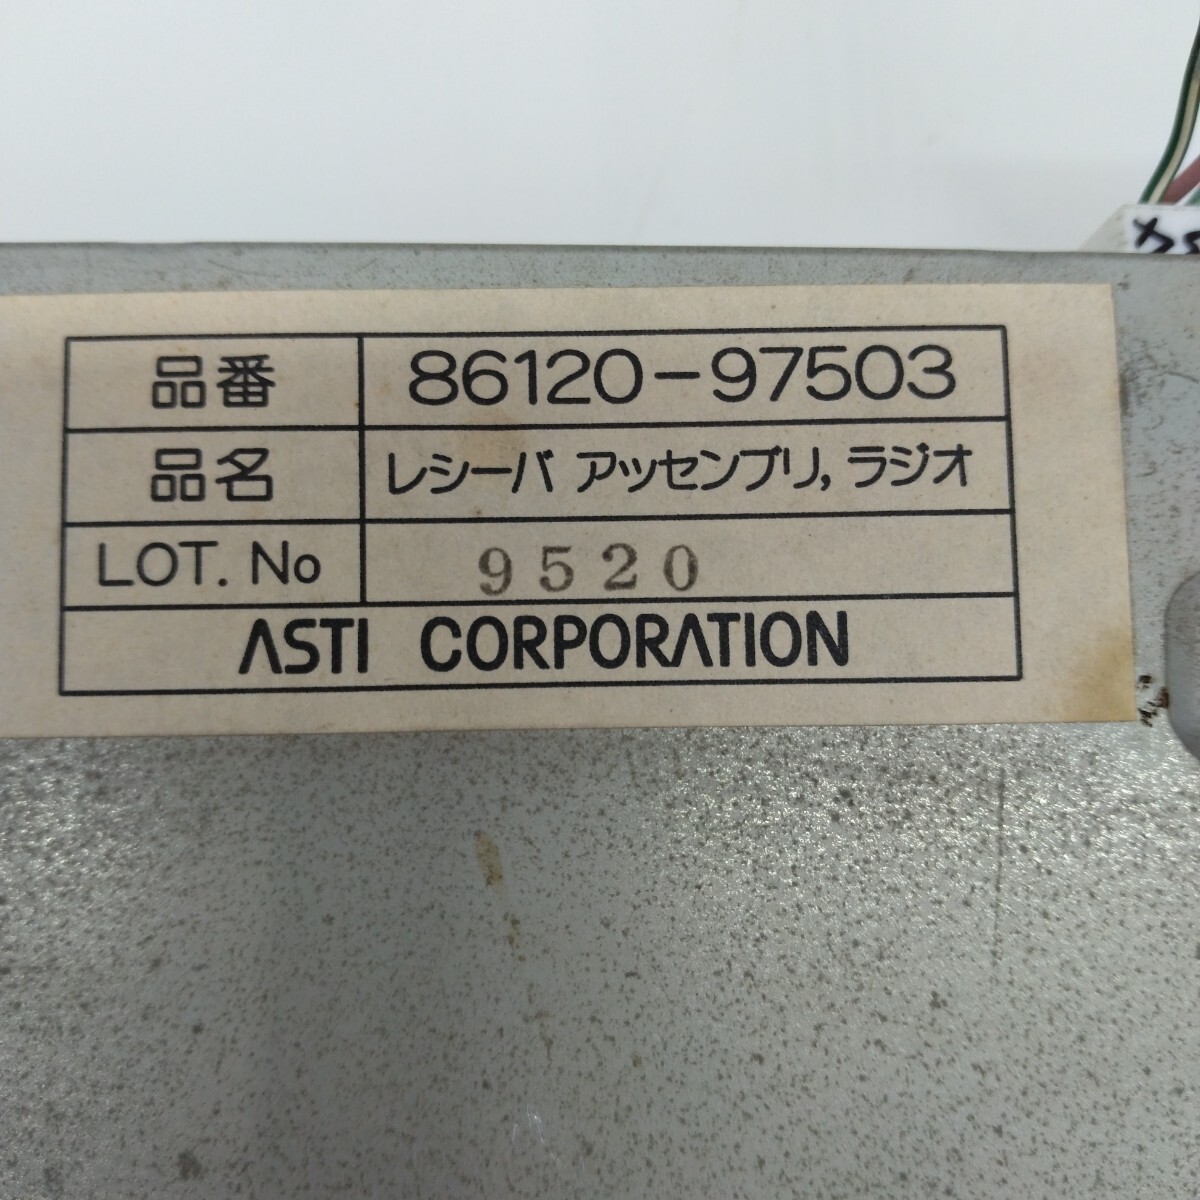 品番 86120-97503
品名 レシーバ アッセンブリ, ラジオ
LOT. No 9520
ASTI CORPORATION